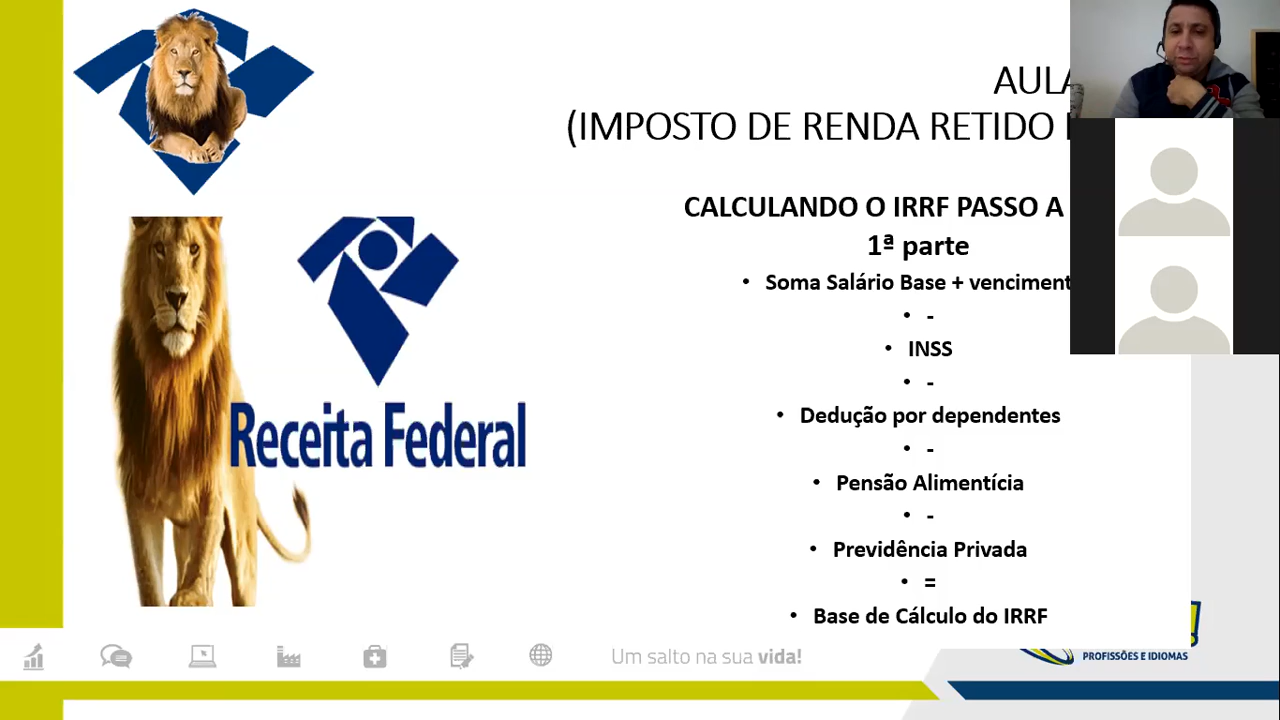 AULA
(IMPOSTO DE RENDA RETIDO
CALCULANDO O IRRF PASSO A
1ª parte
• Soma Salário Base + venciment
• -
• INSS
• -
• Dedução por dependentes
• -
• Pensão Alimentícia
• -
• Previdência Privada
• =
• Base de Cálculo do IRRF
Receita Federal
Um salto na sua vida!
PROFISSÕES E IDIOMAS